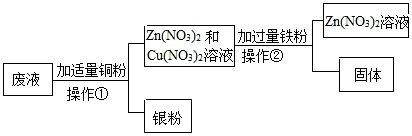 废液
加适量铜粉
操作①
Zn(NO₃)₂ 和
Cu(NO₃)₂溶液
银粉
加过量铁粉
操作②
Zn(NO₃)₂溶液
固体